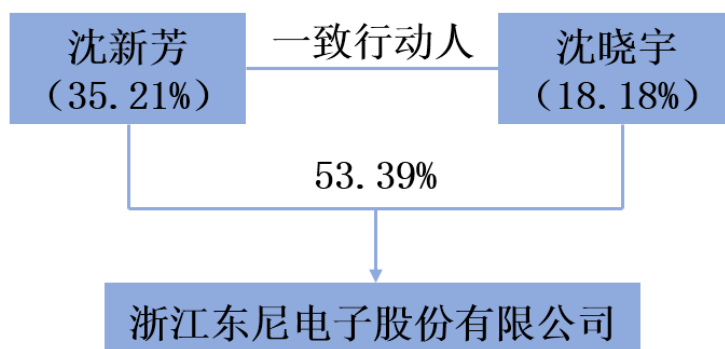 沈新芳
（35.21%）
一致行动人
沈晓宇
（18.18%）
53.39%
浙江东尼电子股份有限公司